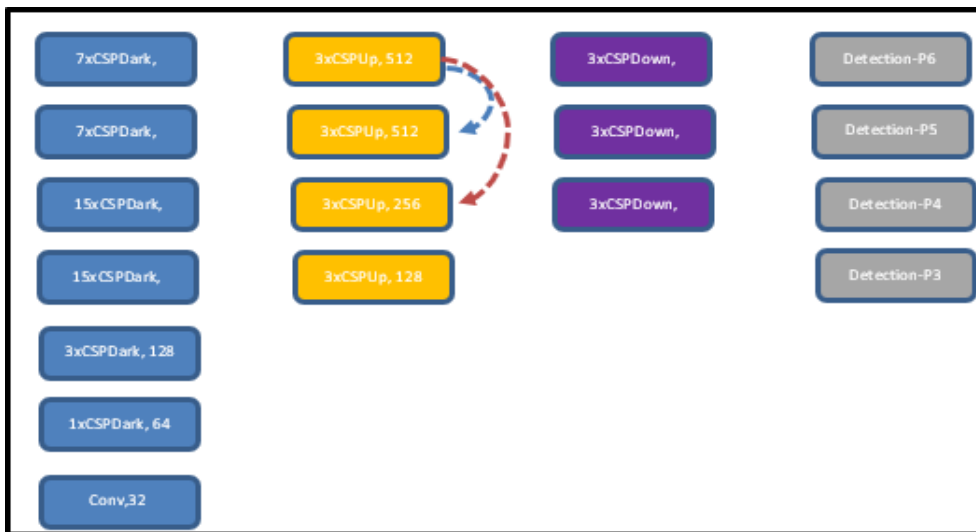 7xCSPDark,
3xCSPUp, 512
3xCSPDown,
Detection-P6
7xCSPDark,
3xCSPUp, 512
3xCSPDown,
Detection-P5
15xCSPDark,
3xCSPUp, 256
3xCSPDown,
Detection-P4
15xCSPDark,
3xCSPUp, 128
Detection-P3
3xCSPDark, 128
1xCSPDark, 64
Conv,32